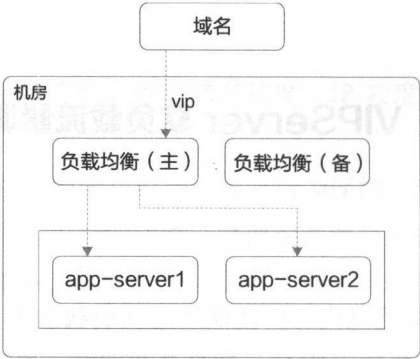 域名
机房
vip
负载均衡（主）
负载均衡（备）
app-server1
app-server2